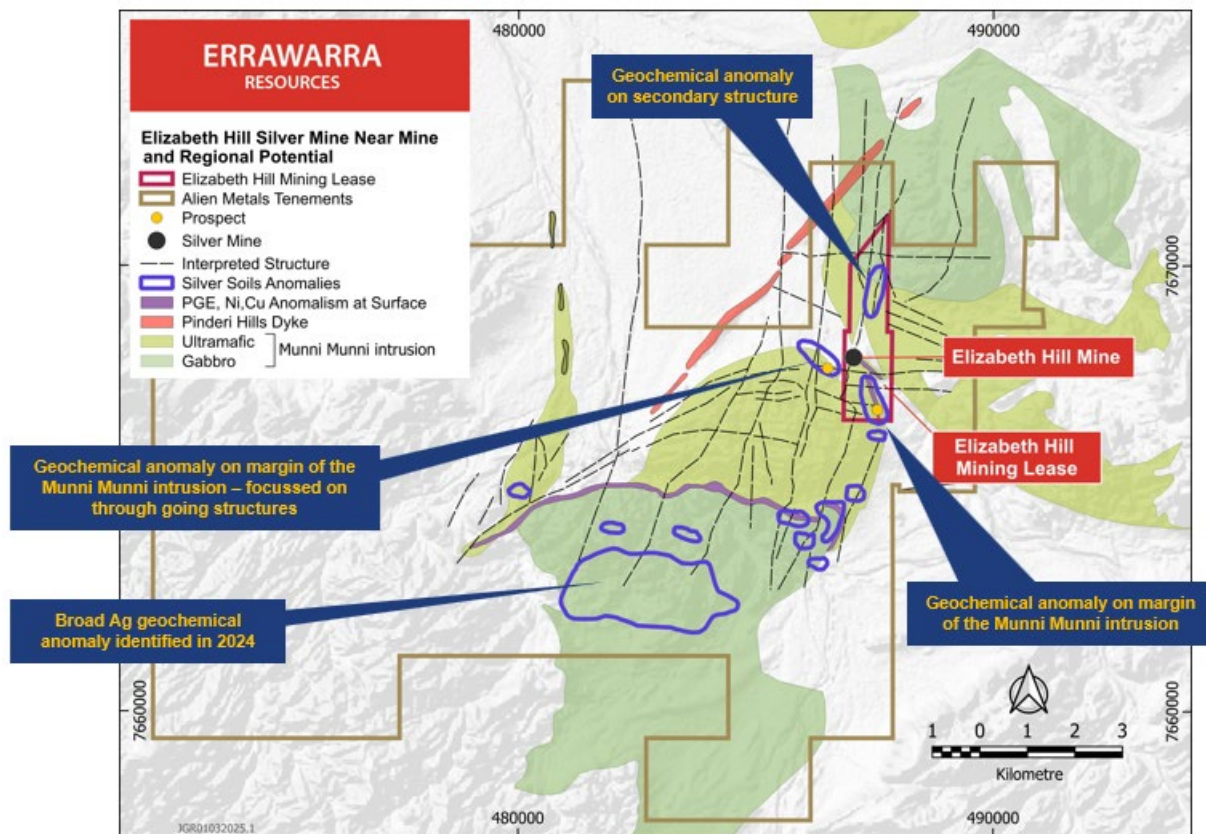 480000
490000
ERRAWARRA
RESOURCES
Elizabeth Hill Silver Mine Near Mine
and Regional Potential
Elizabeth Hill Mining Lease
Alien Metals Tenements
Prospect
Silver Mine
Interpreted Structure
Silver Soils Anomalies
PGE, Ni,Cu Anomalism at Surface
Pinderi Hills Dyke
Ultramafic
Munni Munni intrusion
Gabbro
Geochemical anomaly
on secondary structure
7670000
Elizabeth Hill Mine
Elizabeth Hill
Mining Lease
Geochemical anomaly on margin of the
Munni Munni intrusion – focussed on
through going structures
Broad Ag geochemical
anomaly identified in 2024
Geochemical anomaly on margin
of the Munni Munni intrusion
7660000
7660000
1 0 1 2 3
Kilometre
JGR01032025.1
480000
490000